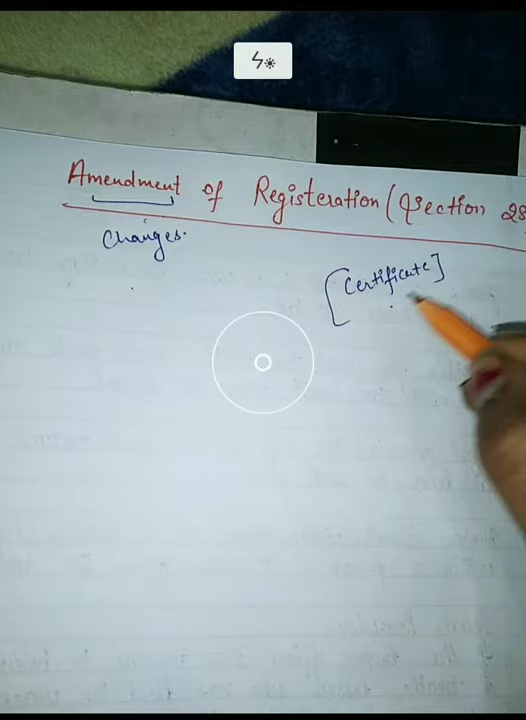 Amendment of Registeration (Section 28
Changes.
[Certificate]